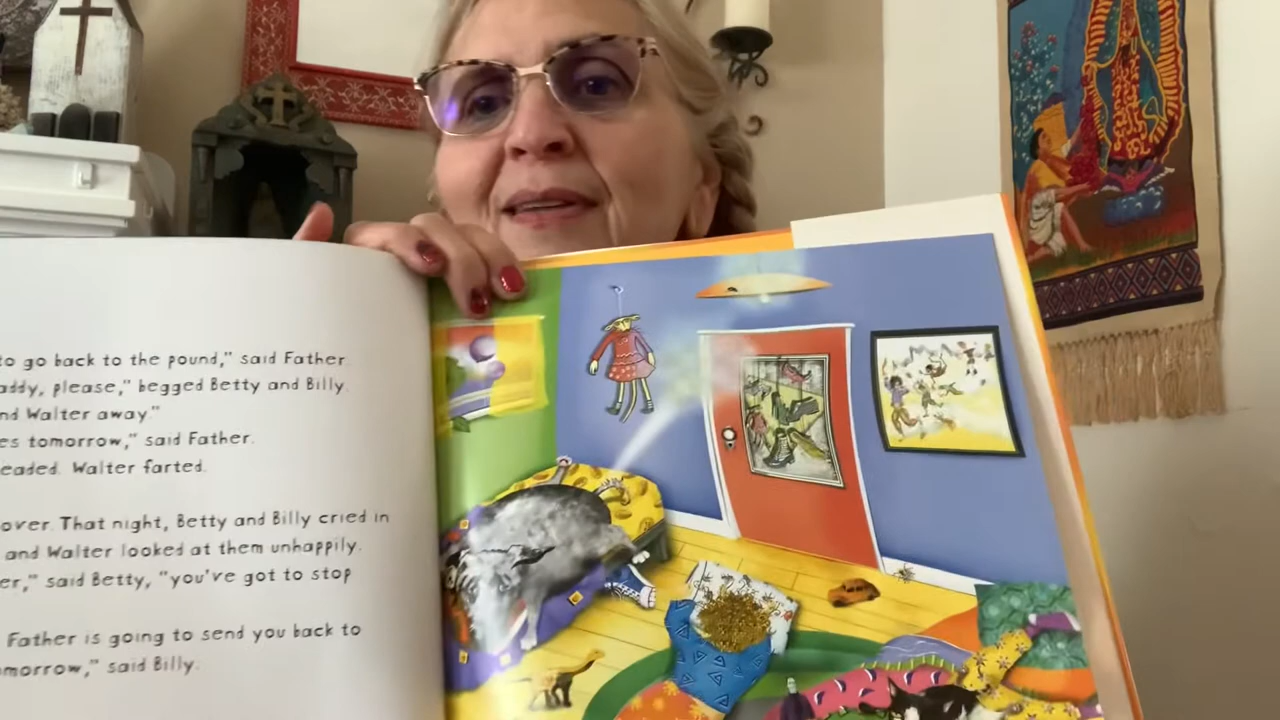 to go back to the pound," said Father
addy, please," begged Betty and Billy.
nd Walter away."
es tomorrow," said Father.
eaded. Walter farted.
over. That night, Betty and Billy cried in
and Walter looked at them unhappily.
er," said Betty, "you've got to stop
Father is going to send you back to
morrow," said Billy.